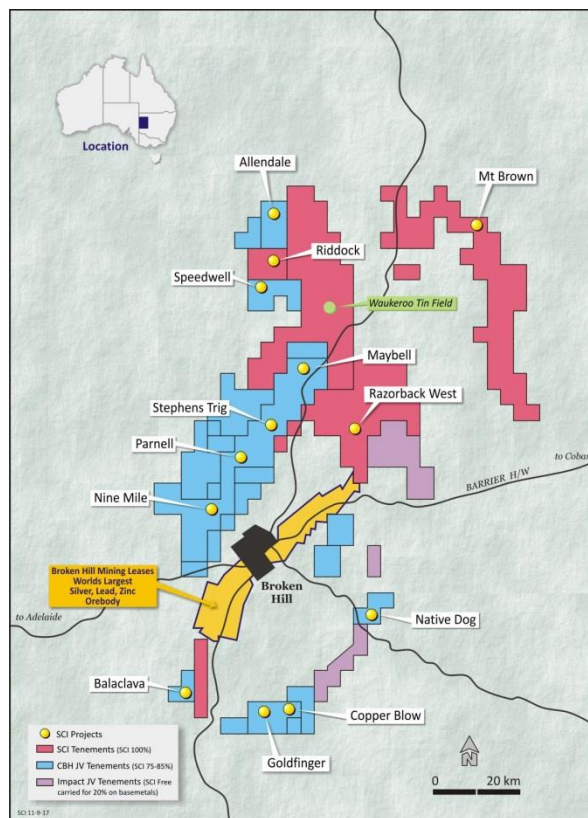 Location
Allendale
Mt Brown
Riddock
Speedwell
Waukeroo Tin Field
Maybell
Stephens Trig
Razorback West
Parnell
to Cobar
BARRIER H/W
Nine Mile
Broken Hill Mining Leases
Worlds Largest
Silver, Lead, Zinc
Orebody
Broken
Hill
to Adelaide
Native Dog
Balaclava
Copper Blow
Goldfinger
SCI Projects
SCI Tenements (SCI 100%)
CBH JV Tenements (SCI 75-85%)
Impact JV Tenements (SCI Free
carried for 20% on basemetals)
N
0 20 km
SCI 11-9-17